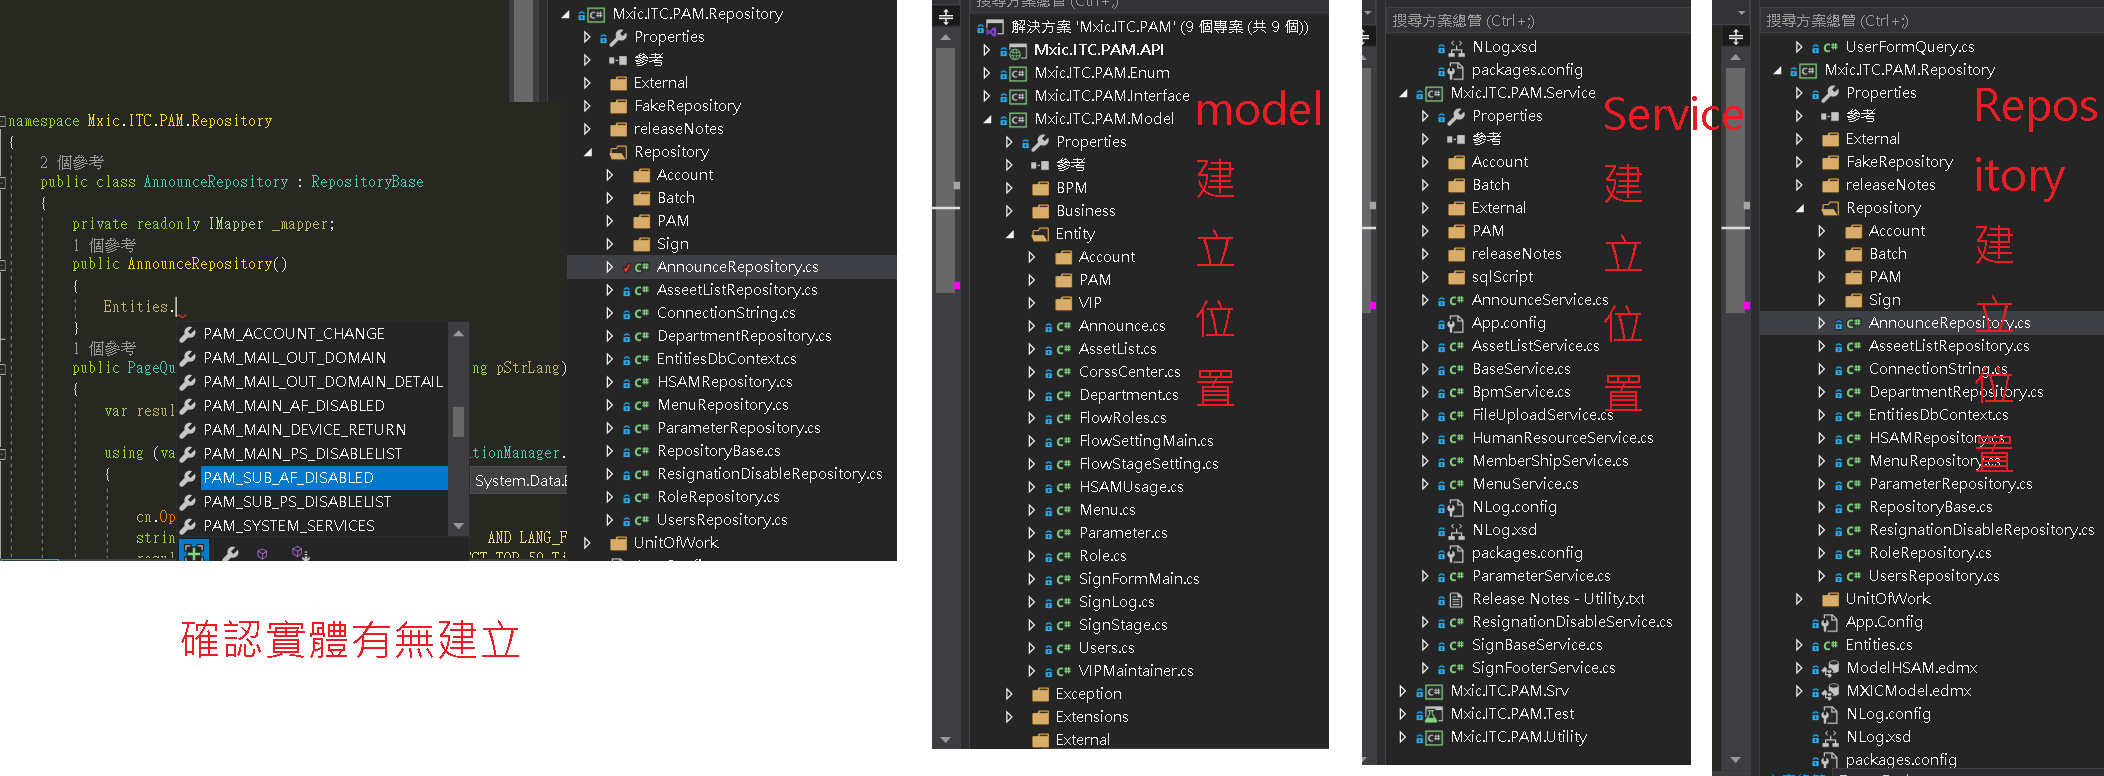 namespace Mxic.ITC.PAM.Repository
{
2 個參考
public class AnnounceRepository : RepositoryBase
{
private readonly IMapper _mapper;
1 個參考
public AnnounceRepository()
{
Entities.
}
1 個參考
public PageQu
ng pStrLang)
{
var resul
using (va
tionManager.
{
cn.Op
strin
AND LANG_F
resul
PAM_ACCOUNT_CHANGE
PAM_MAIL_OUT_DOMAIN
PAM_MAIL_OUT_DOMAIN_DETAIL
PAM_MAIN_AF_DISABLED
PAM_MAIN_DEVICE_RETURN
PAM_MAIN_PS_DISABLELIST
PAM_SUB_AF_DISABLED
PAM_SUB_PS_DISABLELIST
PAM_SYSTEM_SERVICES
System.Data.E
Mxic.ITC.PAM.Repository
Properties
參考
External
FakeRepository
releaseNotes
Repository
Account
Batch
PAM
Sign
AnnounceRepository.cs
AsseetListRepository.cs
ConnectionString.cs
DepartmentRepository.cs
EntitiesDbContext.cs
HSAMRepository.cs
MenuRepository.cs
ParameterRepository.cs
RepositoryBase.cs
ResignationDisableRepository.cs
RoleRepository.cs
UsersRepository.cs
UnitOfWork
確認實體有無建立
搜尋方案總管 (Ctrl+;)
解決方案 'Mxic.ITC.PAM' (9 個專案 (共 9 個))
Mxic.ITC.PAM.API
Mxic.ITC.PAM.Enum
Mxic.ITC.PAM.Interface
Mxic.ITC.PAM.Model
Properties
參考
BPM
Business
Entity
Account
PAM
VIP
Announce.cs
AssetList.cs
CorssCenter.cs
Department.cs
FlowRoles.cs
FlowSettingMain.cs
FlowStageSetting.cs
HSAMUsage.cs
Menu.cs
Parameter.cs
Role.cs
SignFormMain.cs
SignLog.cs
SignStage.cs
Users.cs
VIPMaintainer.cs
Exception
Extensions
External
model
建
立
位
置
搜尋方案總管 (Ctrl+;)
NLog.xsd
packages.config
Mxic.ITC.PAM.Service
Properties
參考
Account
Batch
External
PAM
releaseNotes
sqlScript
AnnounceService.cs
App.config
AssetListService.cs
BaseService.cs
BpmService.cs
FileUploadService.cs
HumanResourceService.cs
MemberShipService.cs
MenuService.cs
NLog.config
NLog.xsd
packages.config
ParameterService.cs
Release Notes - Utility.txt
ResignationDisableService.cs
SignBaseService.cs
SignFooterService.cs
Mxic.ITC.PAM.Srv
Mxic.ITC.PAM.Test
Mxic.ITC.PAM.Utility
Service
建
立
位
置
搜尋方案總管 (Ctrl+;)
UserFormQuery.cs
Mxic.ITC.PAM.Repository
Properties
參考
External
FakeRepository
releaseNotes
Repository
Account
Batch
PAM
Sign
AnnounceRepository.cs
AsseetListRepository.cs
ConnectionString.cs
DepartmentRepository.cs
EntitiesDbContext.cs
HSAMRepository.cs
MenuRepository.cs
ParameterRepository.cs
RepositoryBase.cs
ResignationDisableRepository.cs
RoleRepository.cs
UsersRepository.cs
UnitOfWork
App.Config
Entities.cs
ModelHSAM.edmx
MXICModel.edmx
NLog.config
NLog.xsd
packages.config
Repos
itory
建
立
位
置